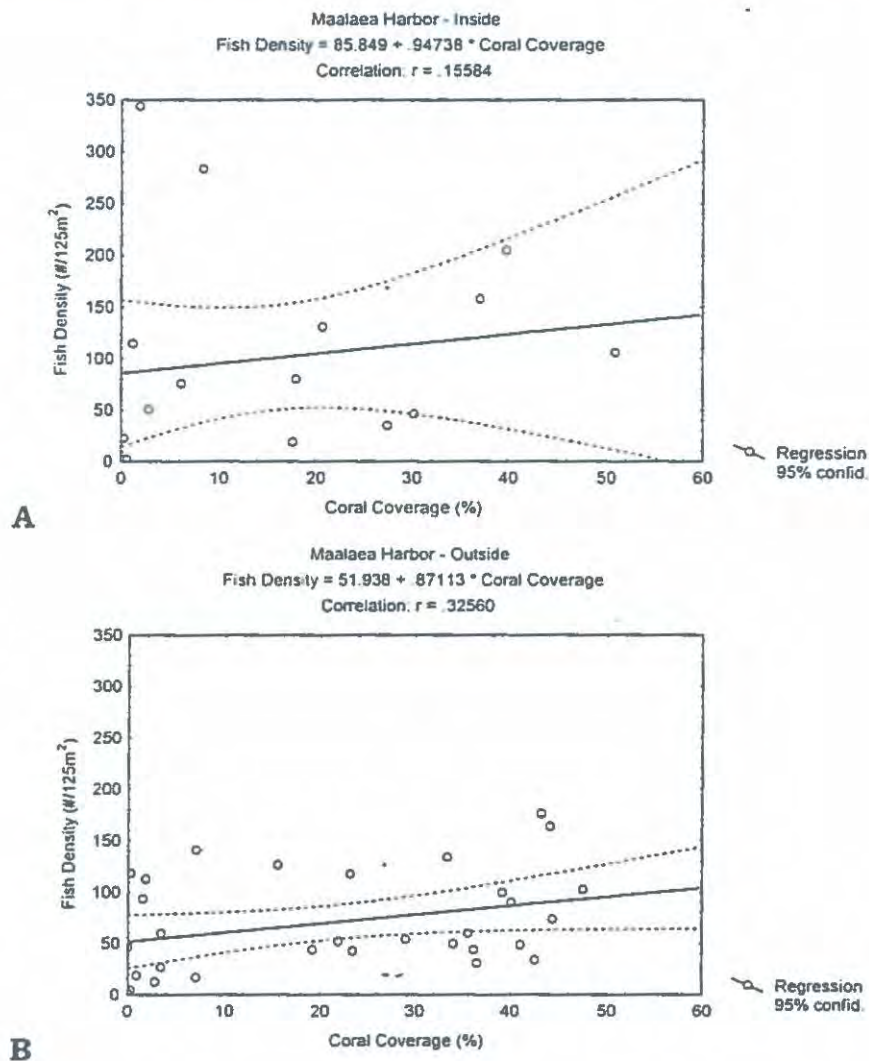 Maalaea Harbor - Inside
Fish Density = 85.849 + .94738 * Coral Coverage
Correlation: r = .15584
350
300
250
200
150
100
50
0
Fish Density (#/125m²)
0 10 20 30 40 50 60
Coral Coverage (%)
Regression
95% confid.
A
Maalaea Harbor - Outside
Fish Density = 51.938 + .87113 * Coral Coverage
Correlation: r = .32560
350
300
250
200
150
100
50
0
Fish Density (#/125m²)
0 10 20 30 40 50 60
Coral Coverage (%)
Regression
95% confid.
B